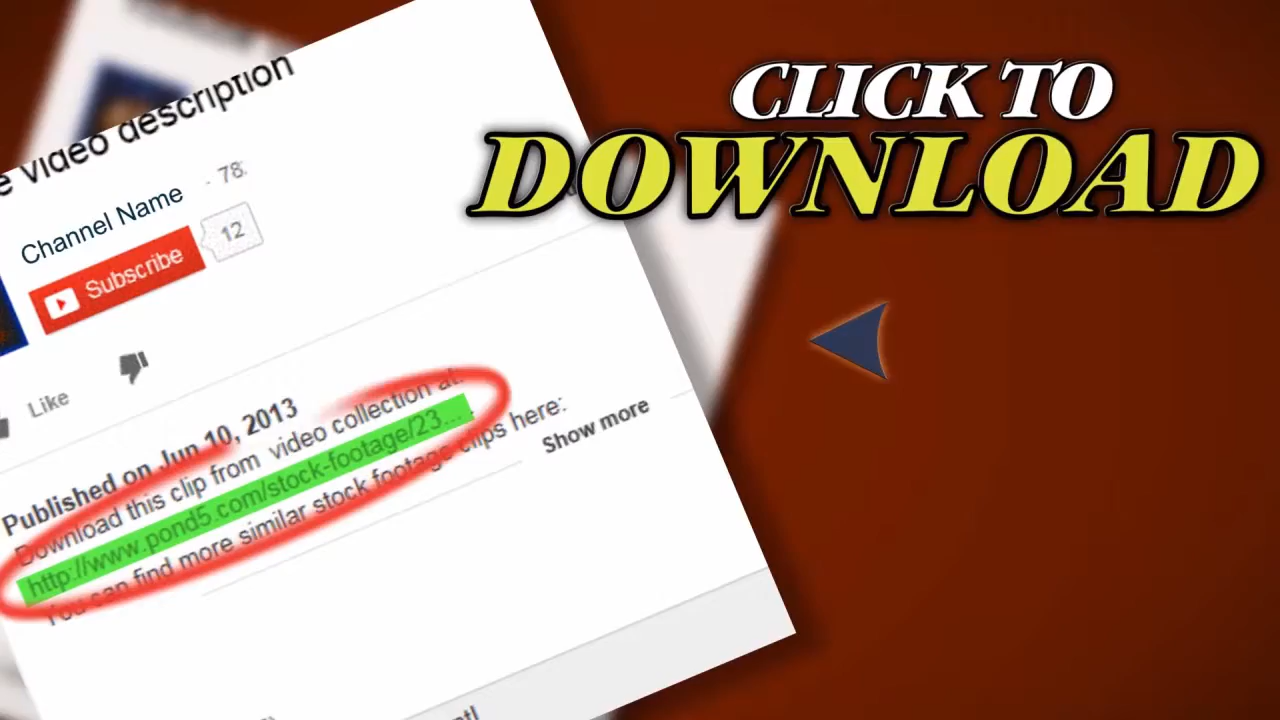 CLICK TO
DOWNLOAD
video description
Channel Name
78
Subscribe
12
Like
Published on Jun 10, 2013
Download this clip from video collection at:
http://www.pond5.com/stock-footage/23...
You can find more similar stock footage clips here:
Show more